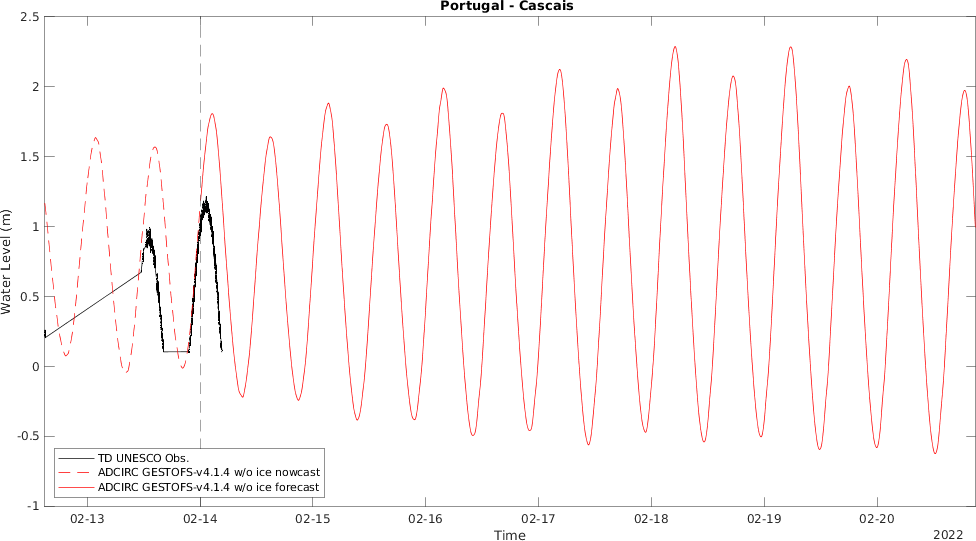 Portugal - Cascais
2.5
2
1.5
1
0.5
0
-0.5
-1
Water Level (m)
TD UNESCO Obs.
ADCIRC GESTOFS-v4.1.4 w/o ice nowcast
ADCIRC GESTOFS-v4.1.4 w/o ice forecast
02-13 02-14 02-15 02-16 02-17 02-18 02-19 02-20
Time
2022